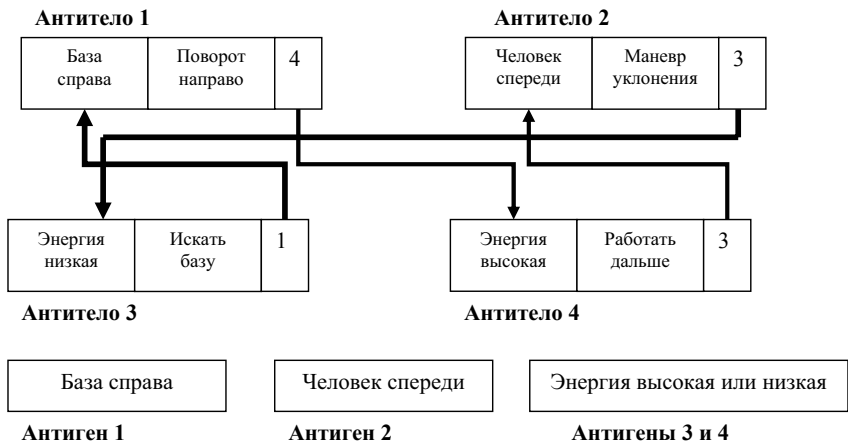 Антитело 1
Антитело 2
База
справа
Поворот
направо
4
Человек
спереди
Маневр
уклонения
3
Энергия
низкая
Искать
базу
1
Энергия
высокая
Работать
дальше
3
Антитело 3
Антитело 4
База справа
Человек спереди
Энергия высокая или низкая
Антиген 1
Антиген 2
Антигены 3 и 4